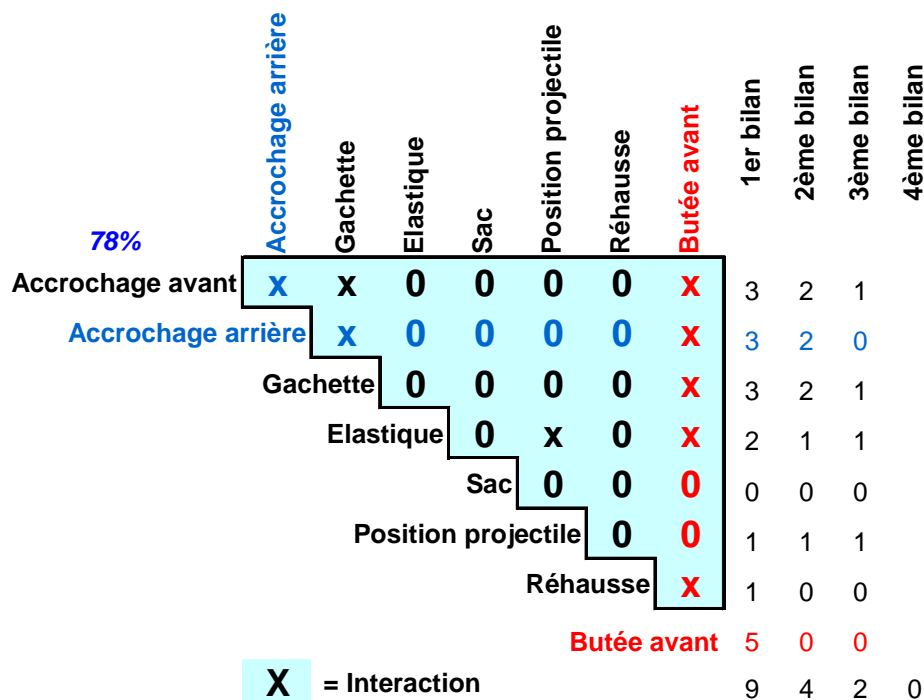 Accrochage arrière
Gachette
Elastique
Sac
Position projectile
Réhausse
Butée avant
1er bilan
2ème bilan
3ème bilan
4ème bilan
78%
Accrochage avant x x 0 0 0 0 x 3 2 1
Accrochage arrière x 0 0 0 0 x 3 2 0
Gachette 0 0 0 0 x 3 2 1
Elastique 0 x 0 x 2 1 1
Sac 0 0 0 0 0 0
Position projectile 0 0 1 1 1
Réhausse x 1 0 0
Butée avant 5 0 0
X = Interaction 9 4 2 0